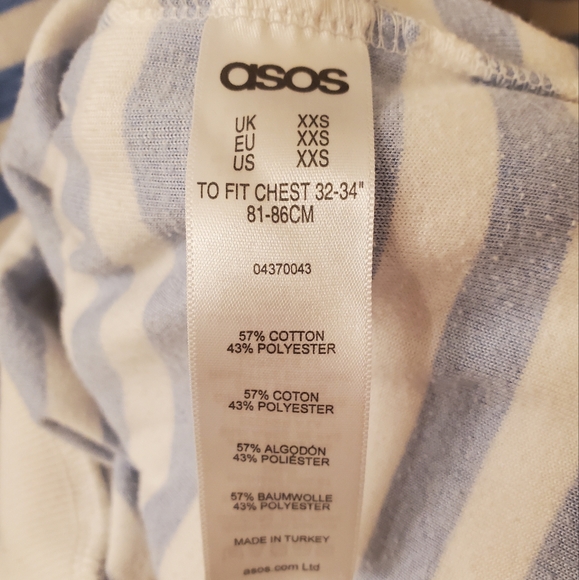 asos
UK XXS
EU XXS
US XXS
TO FIT CHEST 32-34"
81-86CM
04370043
57% COTTON
43% POLYESTER
57% COTON
43% POLYESTER
57% ALGODÓN
43% POLIÉSTER
57% BAUMWOLLE
43% POLYESTER
MADE IN TURKEY
asos.com Ltd